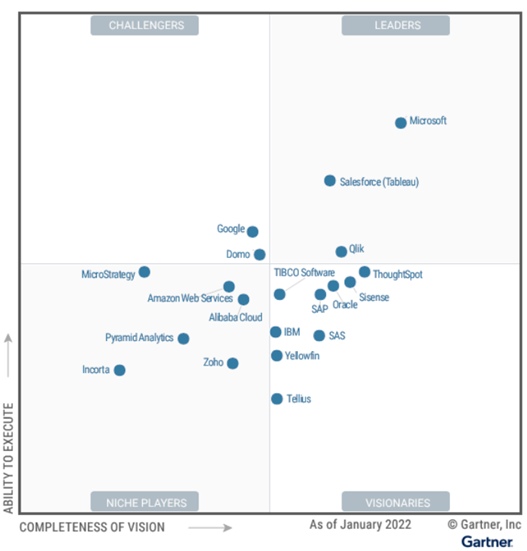 CHALLENGERS
LEADERS
Microsoft
Salesforce (Tableau)
Google
Domo
Qlik
MicroStrategy
TIBCO Software
ThoughtSpot
Amazon Web Services
Sisense
Oracle
SAP
Alibaba Cloud
IBM
SAS
Pyramid Analytics
Yellowfin
Zoho
Incorta
Tellius
NICHE PLAYERS
VISIONARIES
ABILITY TO EXECUTE
COMPLETENESS OF VISION
As of January 2022
© Gartner, Inc
Gartner